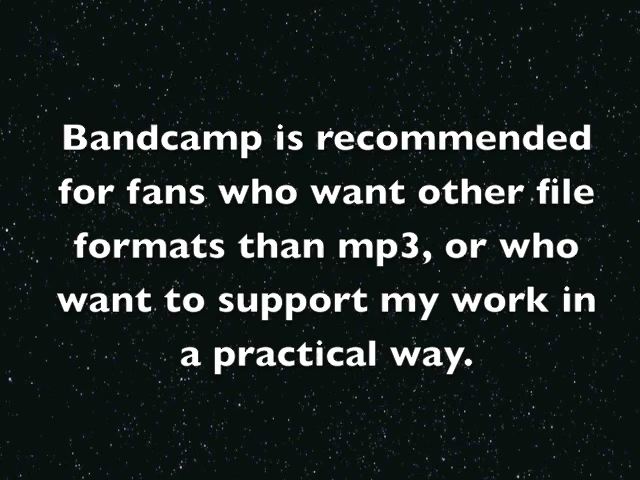 Bandcamp is recommended
for fans who want other file
formats than mp3, or who
want to support my work in
a practical way.